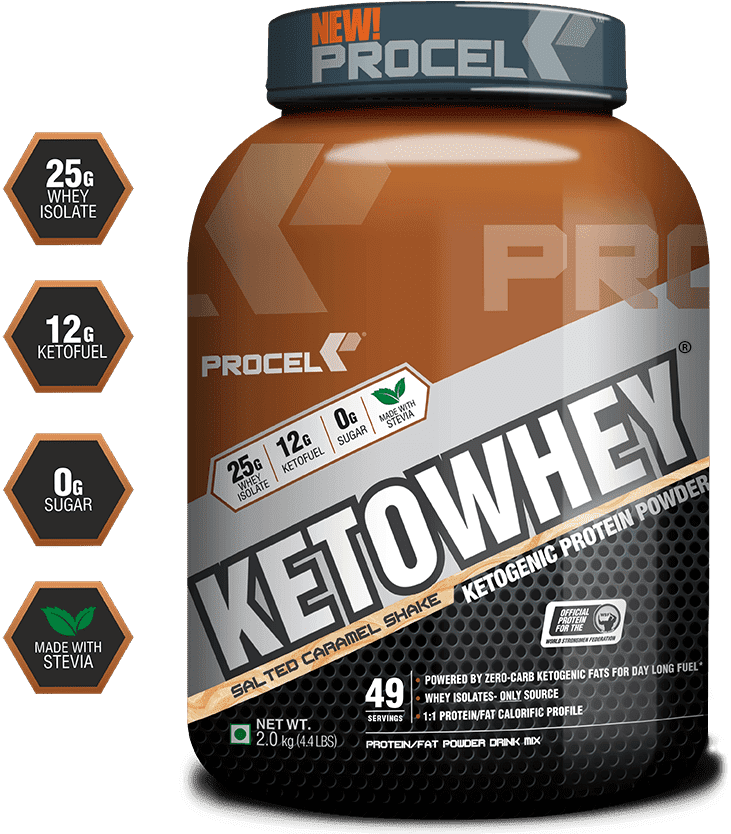 NEW!
PROCEL
25G
WHEY
ISOLATE
12G
KETOFUEL
0G
SUGAR
MADE WITH
STEVIA
PRO
PROCEL
25G
WHEY
ISOLATE
12G
KETOFUEL
0G
SUGAR
MADE WITH
STEVIA
KETOWHEY®
KETOGENIC PROTEIN POWDER
SALTED CARAMEL SHAKE
OFFICIAL
PROTEIN
FOR THE
WORLD STRONGMEN FEDERATION
49
SERVINGS
• POWERED BY ZERO-CARB KETOGENIC FATS FOR DAY LONG FUEL*
• WHEY ISOLATES- ONLY SOURCE
• 1:1 PROTEIN/FAT CALORIFIC PROFILE
NET WT.
2.0 kg (4.4 LBS)
PROTEIN/FAT POWDER DRINK MIX